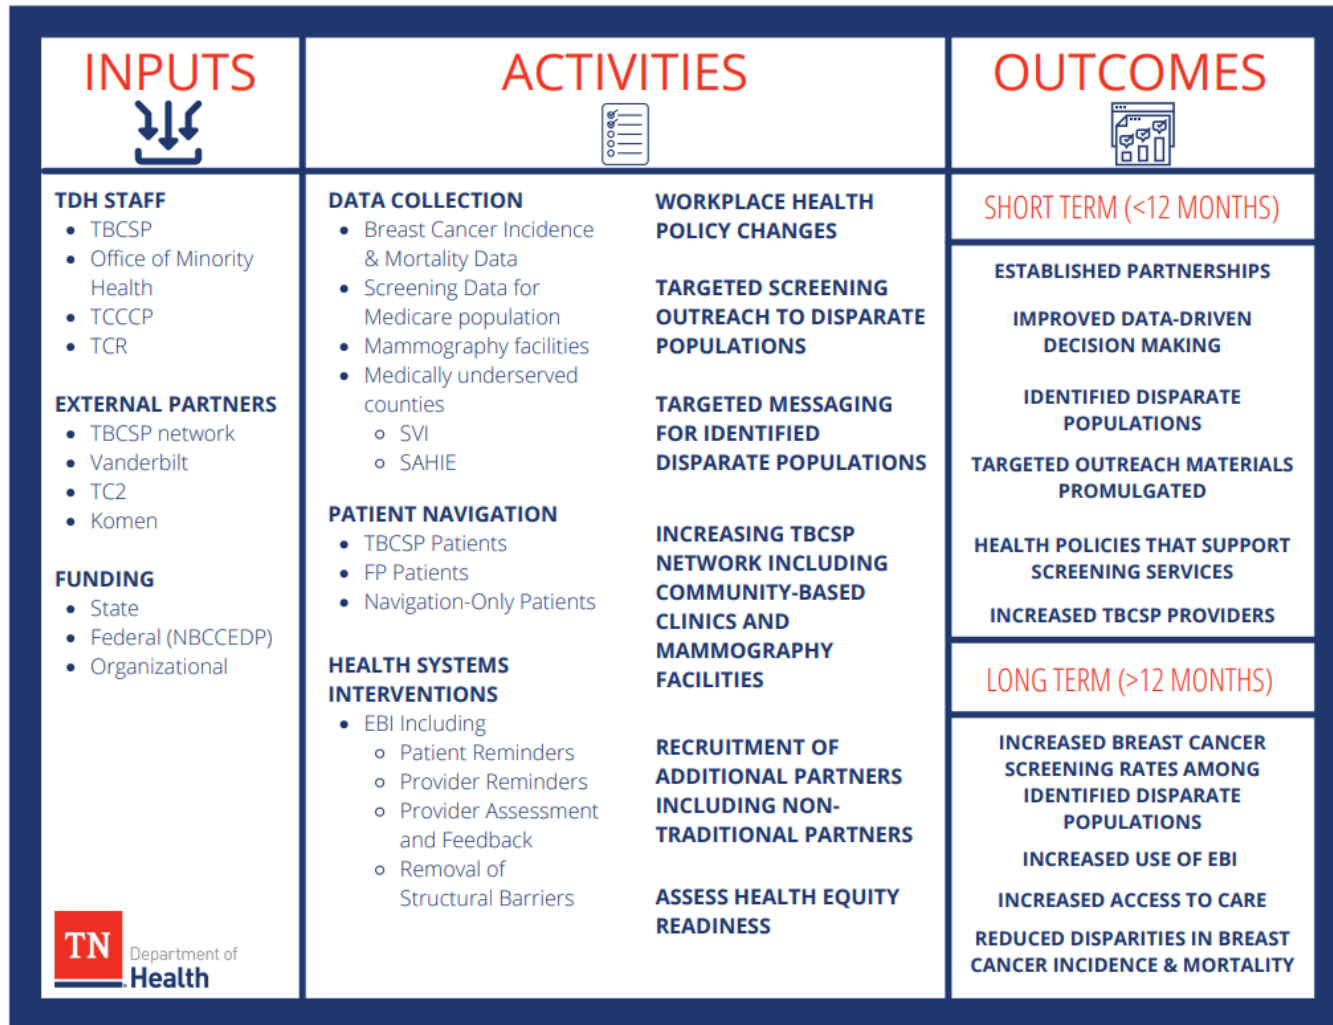 INPUTS
TDH STAFF
TBCSP
Office of Minority
Health
TCCCP
TCR
EXTERNAL PARTNERS
TBCSP network
Vanderbilt
TC2
Komen
FUNDING
State
Federal (NBCCEDP)
Organizational
TN
Department of
Health
ACTIVITIES
DATA COLLECTION
Breast Cancer Incidence
& Mortality Data
Screening Data for
Medicare population
Mammography facilities
Medically underserved
counties
SVI
SAHIE
PATIENT NAVIGATION
TBCSP Patients
FP Patients
Navigation-Only Patients
HEALTH SYSTEMS
INTERVENTIONS
EBI Including
Patient Reminders
Provider Reminders
Provider Assessment
and Feedback
Removal of
Structural Barriers
WORKPLACE HEALTH
POLICY CHANGES
TARGETED SCREENING
OUTREACH TO DISPARATE
POPULATIONS
TARGETED MESSAGING
FOR IDENTIFIED
DISPARATE POPULATIONS
INCREASING TBCSP
NETWORK INCLUDING
COMMUNITY-BASED
CLINICS AND
MAMMOGRAPHY
FACILITIES
RECRUITMENT OF
ADDITIONAL PARTNERS
INCLUDING NON-
TRADITIONAL PARTNERS
ASSESS HEALTH EQUITY
READINESS
OUTCOMES
SHORT TERM (<12 MONTHS)
ESTABLISHED PARTNERSHIPS
IMPROVED DATA-DRIVEN
DECISION MAKING
IDENTIFIED DISPARATE
POPULATIONS
TARGETED OUTREACH MATERIALS
PROMULGATED
HEALTH POLICIES THAT SUPPORT
SCREENING SERVICES
INCREASED TBCSP PROVIDERS
LONG TERM (>12 MONTHS)
INCREASED BREAST CANCER
SCREENING RATES AMONG
IDENTIFIED DISPARATE
POPULATIONS
INCREASED USE OF EBI
INCREASED ACCESS TO CARE
REDUCED DISPARITIES IN BREAST
CANCER INCIDENCE & MORTALITY